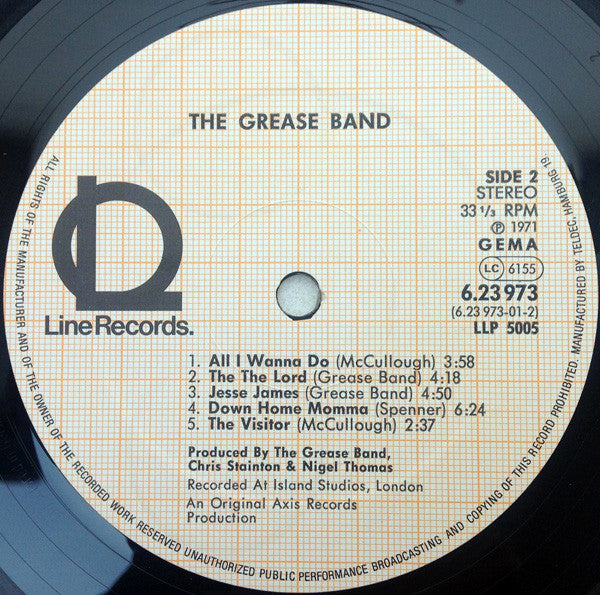 THE GREASE BAND
SIDE 2
STEREO
33 1/3 RPM
℗ 1971
GEMA
LC 6155
6.23 973
(6.23 973-01-2)
LLP 5005
LineRecords.
1. All I Wanna Do (McCullough) 3:58
2. The The Lord (Grease Band) 4:18
3. Jesse James (Grease Band) 4:50
4. Down Home Momma (Spenner) 6:24
5. The Visitor (McCullough) 2:37
Produced By The Grease Band,
Chris Stainton & Nigel Thomas
Recorded At Island Studios, London
An Original Axis Records
Production
ALL RIGHTS OF THE MANUFACTURER AND OF THE OWNER OF THE RECORDED WORK RESERVED UNAUTHORIZED PUBLIC PERFORMANCE BROADCASTING AND COPYING OF THIS RECORD PROHIBITED. MANUFACTURED BY TELDEC, HAMBURG 19